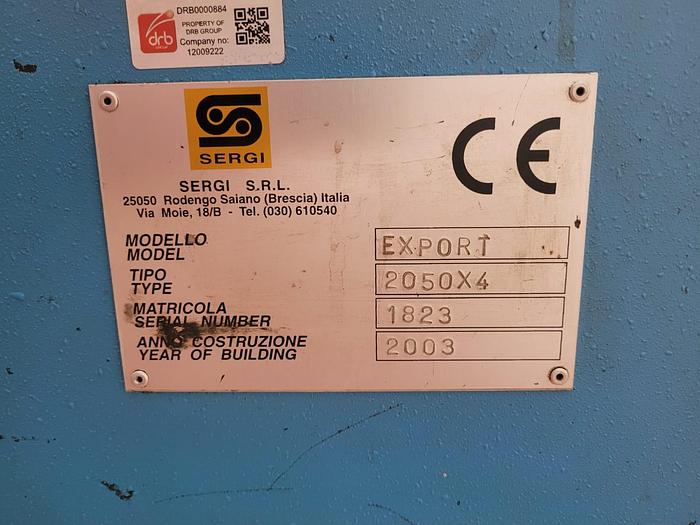 DRB0000884
PROPERTY OF
DRB GROUP
Company no:
12009222
drb
GROUP
SERGI
CE
SERGI S.R.L.
25050 Rodengo Saiano (Brescia) Italia
Via Moie, 18/B - Tel. (030) 610540
MODELLO
MODEL
EXPORT
TIPO
TYPE
2050X4
MATRICOLA
SERIAL NUMBER
1823
ANNO COSTRUZIONE
YEAR OF BUILDING
2003